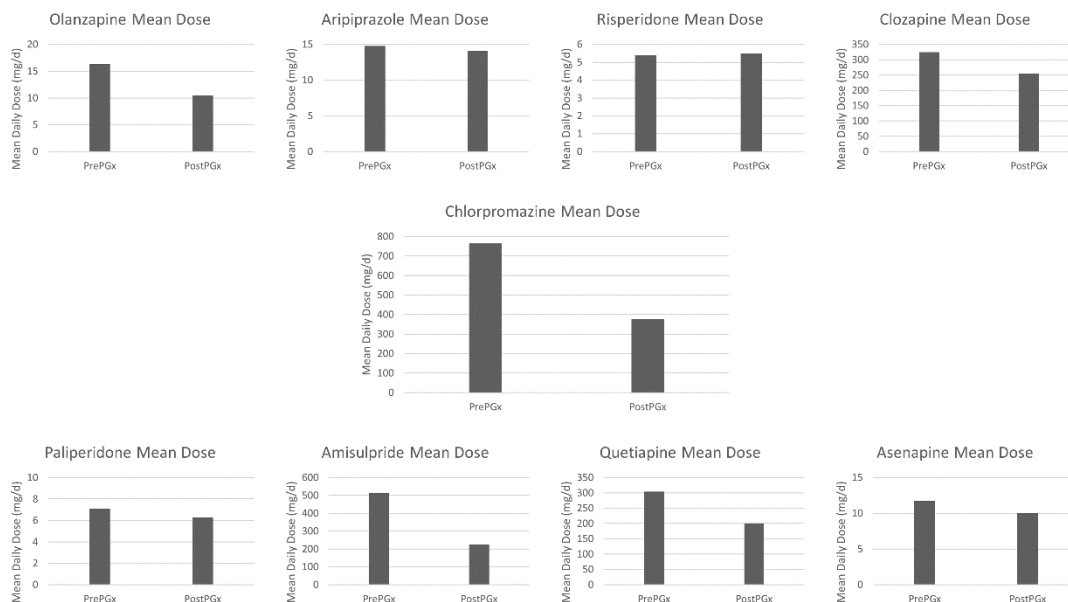 Olanzapine Mean Dose
Mean Daily Dose (mg/d)
20
15
10
5
0
PrePGx PostPGx
Aripiprazole Mean Dose
Mean Daily Dose (mg/d)
15
10
5
0
PrePGx PostPGx
Risperidone Mean Dose
Mean Daily Dose (mg/d)
6
5
4
3
2
1
0
PrePGx PostPGx
Clozapine Mean Dose
Mean Daily Dose (mg/d)
350
300
250
200
150
100
50
0
PrePGx PostPGx
Chlorpromazine Mean Dose
Mean Daily Dose (mg/d)
800
700
600
500
400
300
200
100
0
PrePGx PostPGx
Paliperidone Mean Dose
Mean Daily Dose (mg/d)
10
8
6
4
2
0
PrePGx PostPGx
Amisulpride Mean Dose
Mean Daily Dose (mg/d)
600
500
400
300
200
100
0
PrePGx PostPGx
Quetiapine Mean Dose
Mean Daily Dose (mg/d)
350
300
250
200
150
100
50
0
PrePGx PostPGx
Asenapine Mean Dose
Mean Daily Dose (mg/d)
15
10
5
0
PrePGx PostPGx